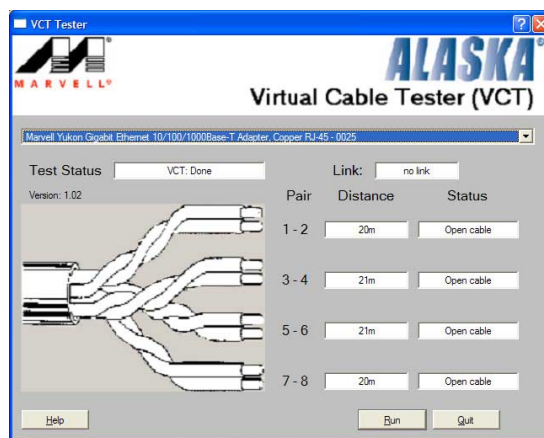 VCT Tester
MARVELL®
ALASKA®
Virtual Cable Tester (VCT)
Marvell Yukon Gigabit Ethernet 10/100/1000Base-T Adapter, Copper RJ-45 - 0025
Test Status VCT: Done Link: no link
Version: 1.02
Pair Distance Status
1 - 2 20m Open cable
3 - 4 21m Open cable
5 - 6 21m Open cable
7 - 8 20m Open cable
Help Run Quit